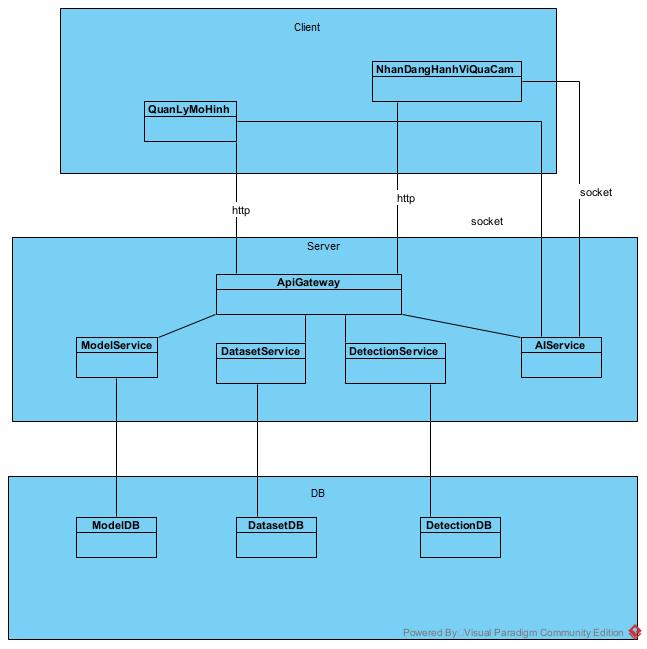 Client
NhanDangHanhViQuaCam
QuanLyMoHinh
socket
http
http
socket
Server
ApiGateway
ModelService
DatasetService
DetectionService
AIService
DB
ModelDB
DatasetDB
DetectionDB
Powered By: Visual Paradigm Community Edition